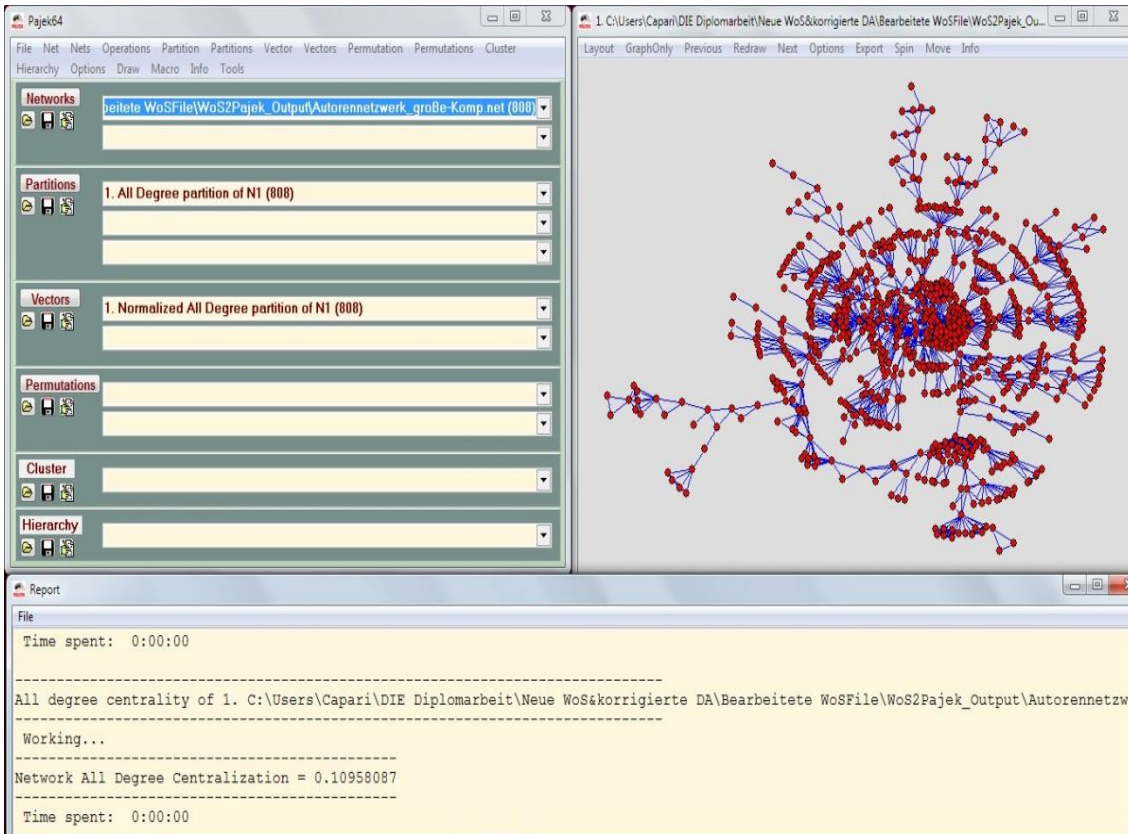 Pajek64
File Net Nets Operations Partition Partitions Vector Vectors Permutation Permutations Cluster
Hierarchy Options Draw Macro Info Tools
Networks
beitete WoSFile\WoS2Pajek_Output\Autorennetzwerk_große-Komp.net (808)
Partitions
1. All Degree partition of N1 (808)
Vectors
1. Normalized All Degree partition of N1 (808)
Permutations
Cluster
Hierarchy
1. C:\Users\Capari\DIE Diplomarbeit\Neue WoS&korrigierte DA\Bearbeitete WoSFile\WoS2Pajek_Ou...
Layout GraphOnly Previous Redraw Next Options Export Spin Move Info
Report
File
Time spent: 0:00:00
------------------------------------------------------------------------------
All degree centrality of 1. C:\Users\Capari\DIE Diplomarbeit\Neue WoS&korrigierte DA\Bearbeitete WoSFile\WoS2Pajek_Output\Autorennetzw
------------------------------------------------------------------------------
Working...
----------------------------------------------
Network All Degree Centralization = 0.10958087
----------------------------------------------
Time spent: 0:00:00